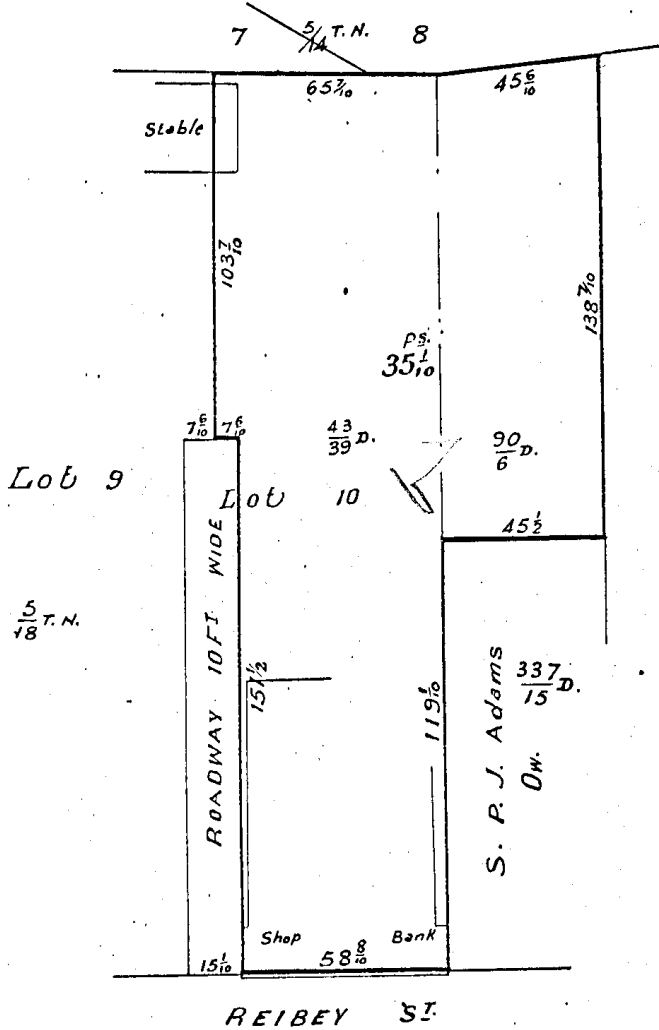 7 5/14 T.N. 8
65 7/10
45 6/10
Stable
103 7/10
138 7/10
Ps.
35 1/10
7 6/10 7 6/10
43/39 D.
90/6 D.
Lot 9
Lot 10
45 1/2
ROADWAY 10FT WIDE
5/18 T.N.
151 1/2
119 1/10
S. P. J. Adams
Ow.
337/15 D.
Shop
Bank
15 1/10
58 8/10
REIBEY ST.